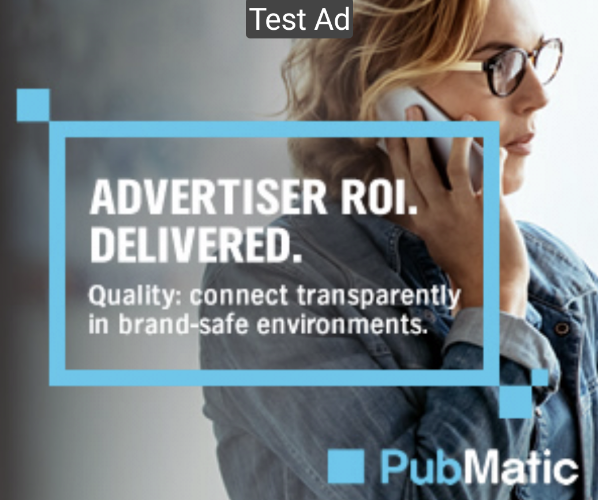 Test Ad
ADVERTISER ROI.
DELIVERED.
Quality: connect transparently
in brand-safe environments.
PubMatic